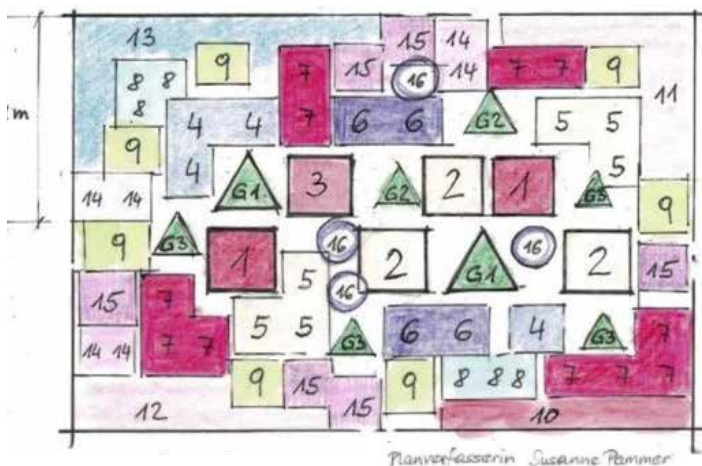 13 15 14
9 7 15 14 16 7 7 9
8 8 11
m 8 4 4 7 6 6 G2 5 5
9 5
4 G1 3 G2 2 1 G3
14 14 9
9 G3 1 16 2 G1 16 2 15
5 16
15 7 5 5 G3 6 6 4 G3 7
14 14 7 7
9 15 9 8 8 8 7 7 7
12 15 10
Planverfasserin Susanne Pammer